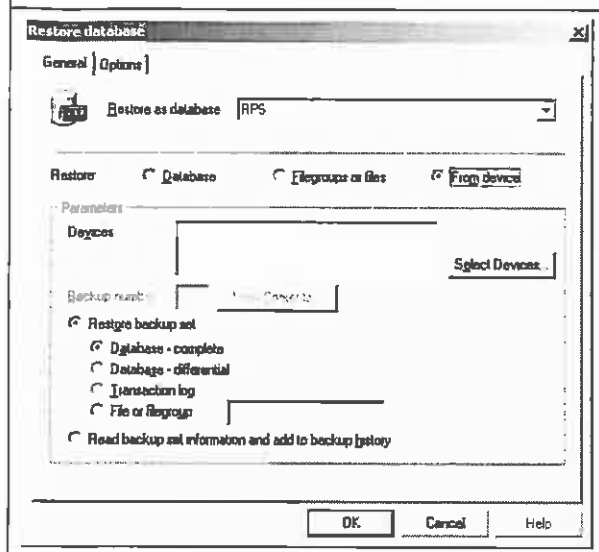 Restore database
General Options
Restore as database RPS
Restore: Database Filegroups or files From device
Parameters
Devices
Select Devices...
Backup number
Restore backup set
Database - complete
Database - differential
Transaction log
File or filegroup
Read backup set information and add to backup history
OK Cancel Help